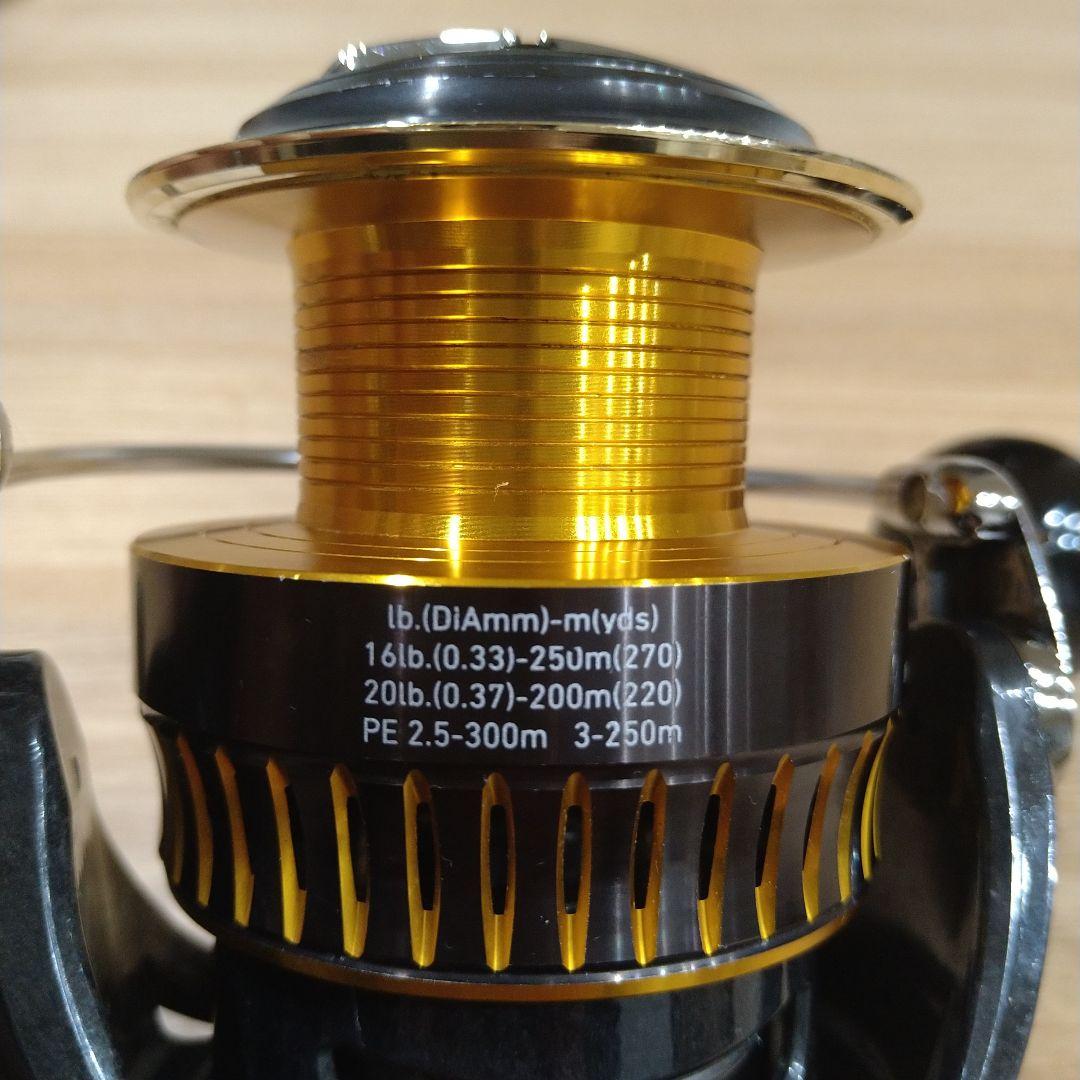 lb.(DiAmm)-m(yds)
16lb.(0.33)-250m(270)
20lb.(0.37)-200m(220)
PE 2.5-300m 3-250m